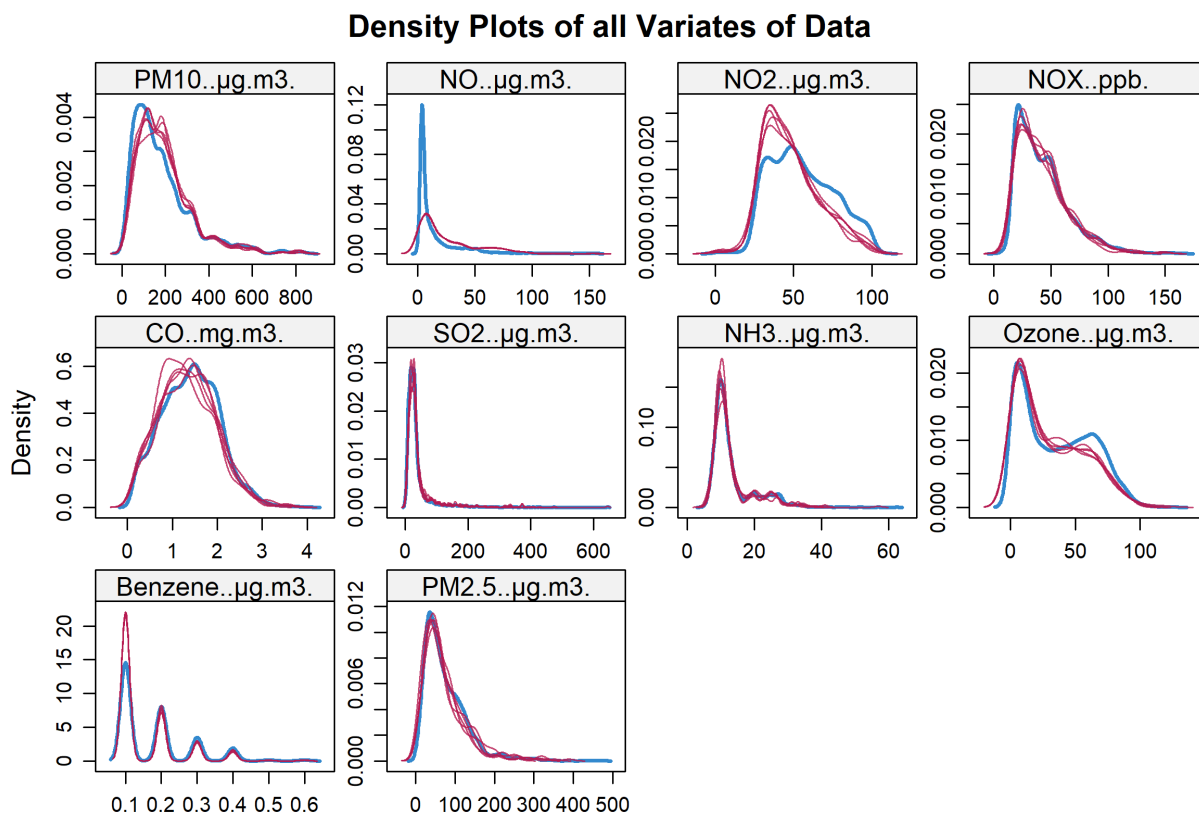 Density Plots of all Variates of Data
PM10..µg.m3.
NO..µg.m3.
NO2..µg.m3.
NOX..ppb.
0.000 0.002 0.004
0.00 0.04 0.08 0.12
0.000 0.010 0.020
0.000 0.010 0.020
0 200 400 600 800
0 50 100 150
0 50 100
0 50 100 150
CO..mg.m3.
SO2..µg.m3.
NH3..µg.m3.
Ozone..µg.m3.
Density
0.0 0.2 0.4 0.6
0.00 0.01 0.02 0.03
0.00 0.10
0.000 0.010 0.020
0 1 2 3 4
0 200 400 600
0 20 40 60
0 50 100
Benzene..µg.m3.
PM2.5..µg.m3.
0 5 10 15 20
0.000 0.006 0.012
0.1 0.2 0.3 0.4 0.5 0.6
0 100 200 300 400 500